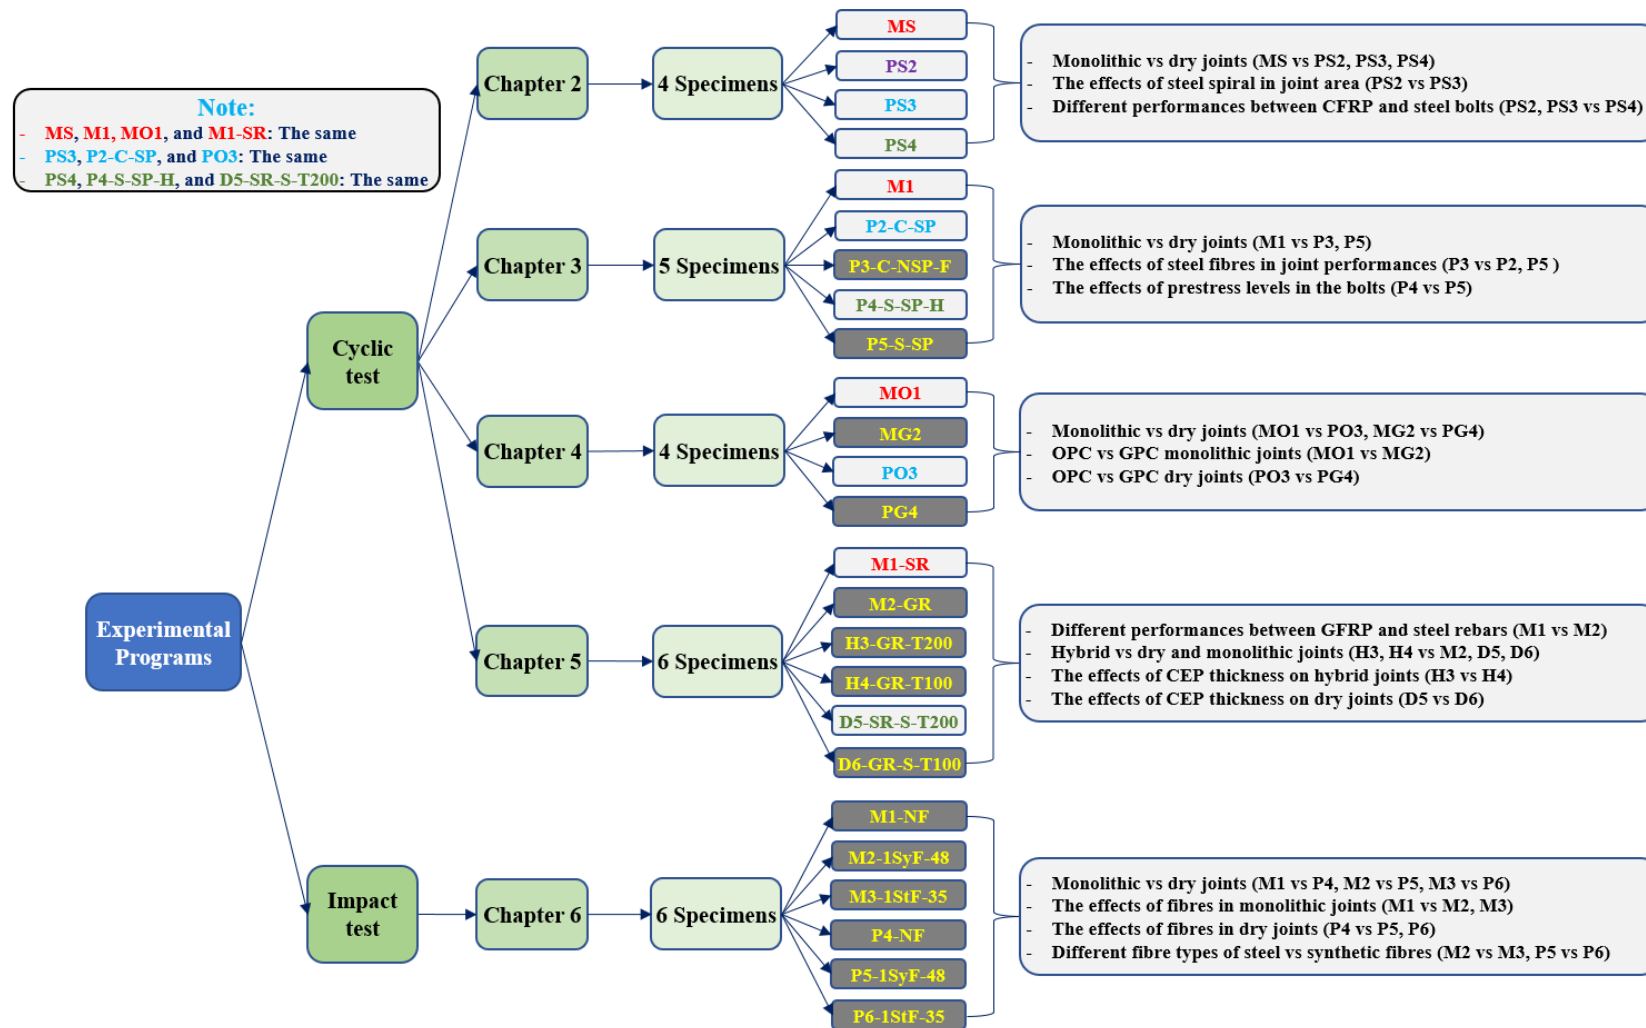 Note:
- MS, M1, MO1, and M1-SR: The same
- PS3, P2-C-SP, and PO3: The same
- PS4, P4-S-SP-H, and D5-SR-S-T200: The same
Experimental
Programs
Cyclic
test
Impact
test
Chapter 2
4 Specimens
MS
PS2
PS3
PS4
- Monolithic vs dry joints (MS vs PS2, PS3, PS4)
- The effects of steel spiral in joint area (PS2 vs PS3)
- Different performances between CFRP and steel bolts (PS2, PS3 vs PS4)
Chapter 3
5 Specimens
M1
P2-C-SP
P3-C-NSP-F
P4-S-SP-H
P5-S-SP
- Monolithic vs dry joints (M1 vs P3, P5)
- The effects of steel fibres in joint performances (P3 vs P2, P5 )
- The effects of prestress levels in the bolts (P4 vs P5)
Chapter 4
4 Specimens
MO1
MG2
PO3
PG4
- Monolithic vs dry joints (MO1 vs PO3, MG2 vs PG4)
- OPC vs GPC monolithic joints (MO1 vs MG2)
- OPC vs GPC dry joints (PO3 vs PG4)
Chapter 5
6 Specimens
M1-SR
M2-GR
H3-GR-T200
H4-GR-T100
D5-SR-S-T200
D6-GR-S-T100
- Different performances between GFRP and steel rebars (M1 vs M2)
- Hybrid vs dry and monolithic joints (H3, H4 vs M2, D5, D6)
- The effects of CEP thickness on hybrid joints (H3 vs H4)
- The effects of CEP thickness on dry joints (D5 vs D6)
Chapter 6
6 Specimens
M1-NF
M2-1SyF-48
M3-1StF-35
P4-NF
P5-1SyF-48
P6-1StF-35
- Monolithic vs dry joints (M1 vs P4, M2 vs P5, M3 vs P6)
- The effects of fibres in monolithic joints (M1 vs M2, M3)
- The effects of fibres in dry joints (P4 vs P5, P6)
- Different fibre types of steel vs synthetic fibres (M2 vs M3, P5 vs P6)